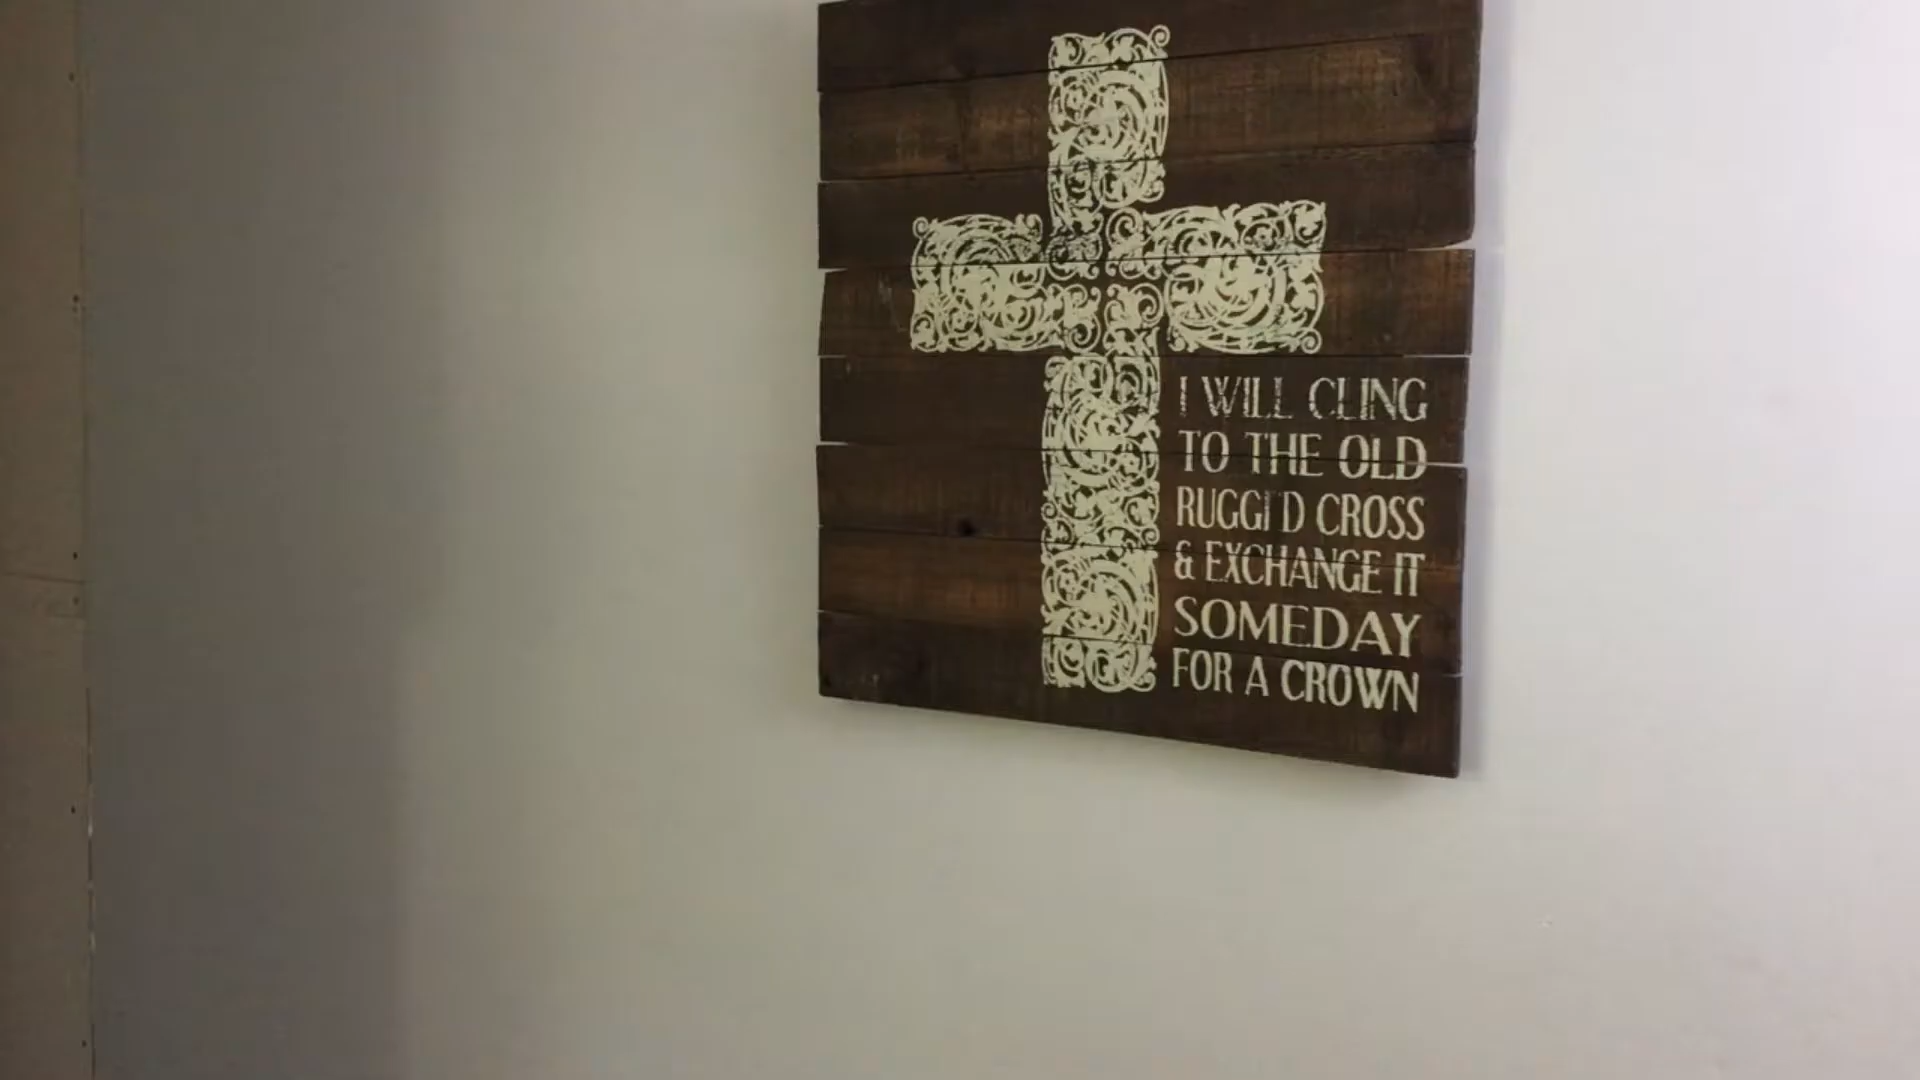 I WILL CLING
TO THE OLD
RUGGED CROSS
& EXCHANGE IT
SOMEDAY
FOR A CROWN